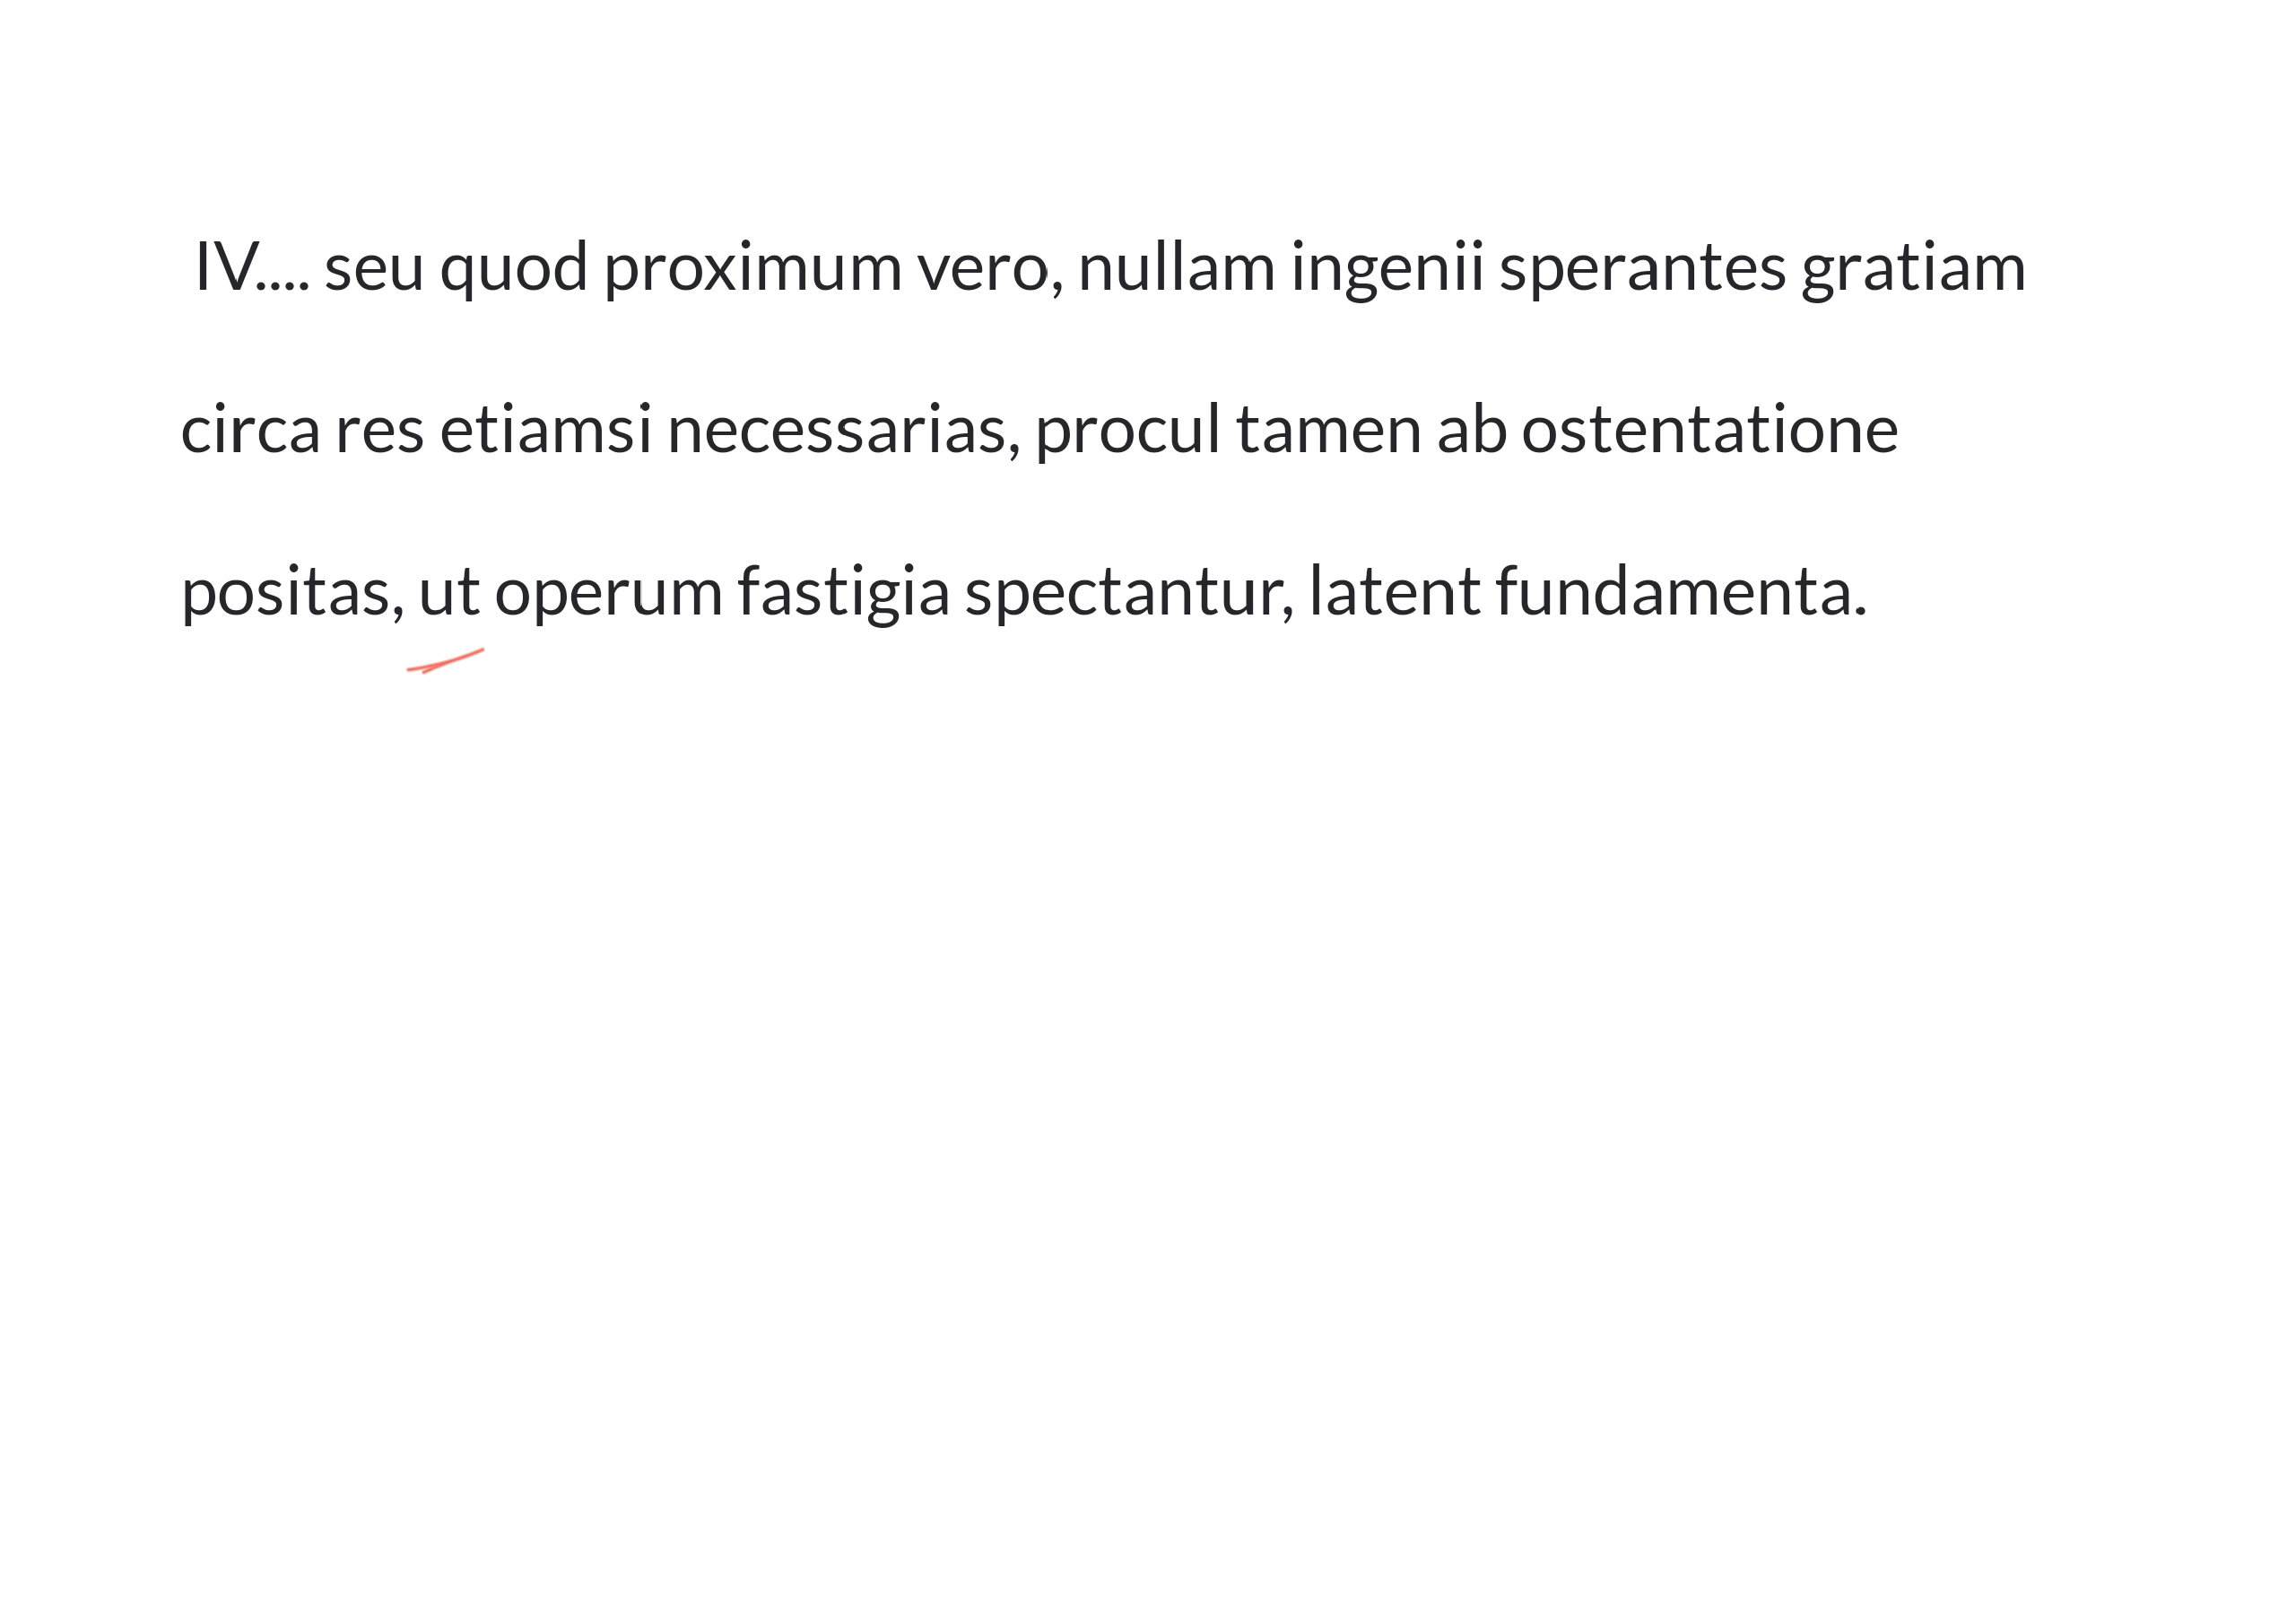 IV.... seu quod proximum vero, nullam ingenii sperantes gratiam
circa res etiamsi necessarias, procul tamen ab ostentatione
positas, ut operum fastigia spectantur, latent fundamenta.